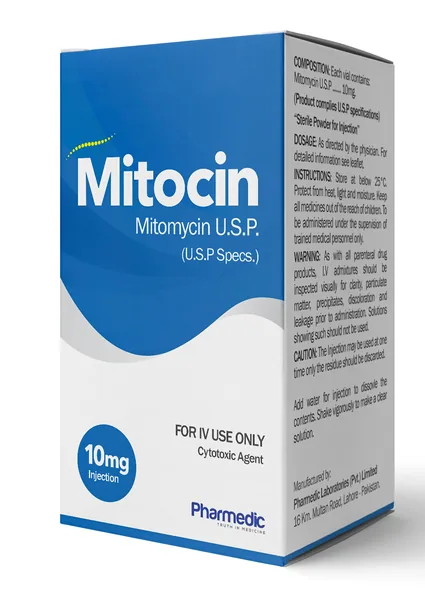 Mitocin
Mitomycin U.S.P.
(U.S.P Specs.)
FOR IV USE ONLY
Cytotoxic Agent
10mg
Injection
Pharmedic
TRUTH IN MEDICINE
COMPOSITION: Each vial contains:
Mitomycin U.S.P ..... 10mg.
(Product complies U.S.P specifications)
"Sterile Powder for Injection"
DOSAGE: As directed by the physician. For
detailed information see leaflet.
INSTRUCTIONS: Store at below 25°C.
Protect from heat, light and moisture. Keep
all medicines out of the reach of children. To
be administered under the supervision of
trained medical personnel only.
WARNING: As with all parenteral drug
products, I.V admixtures should be
inspected visually for clarity, particulate
matter, precipitates, discoloration and
leakage prior to administration. Solutions
showing such should not be used.
CAUTION: The Injection may be used at one
time only the residue should be discarded.
Add water for injection to dissovle the
contents. Shake vigorously to make a clear
solution.
Manufactured by:
Pharmedic Laboratories (Pvt.) Limited
16 Km. Multan Road, Lahore - Pakistan.